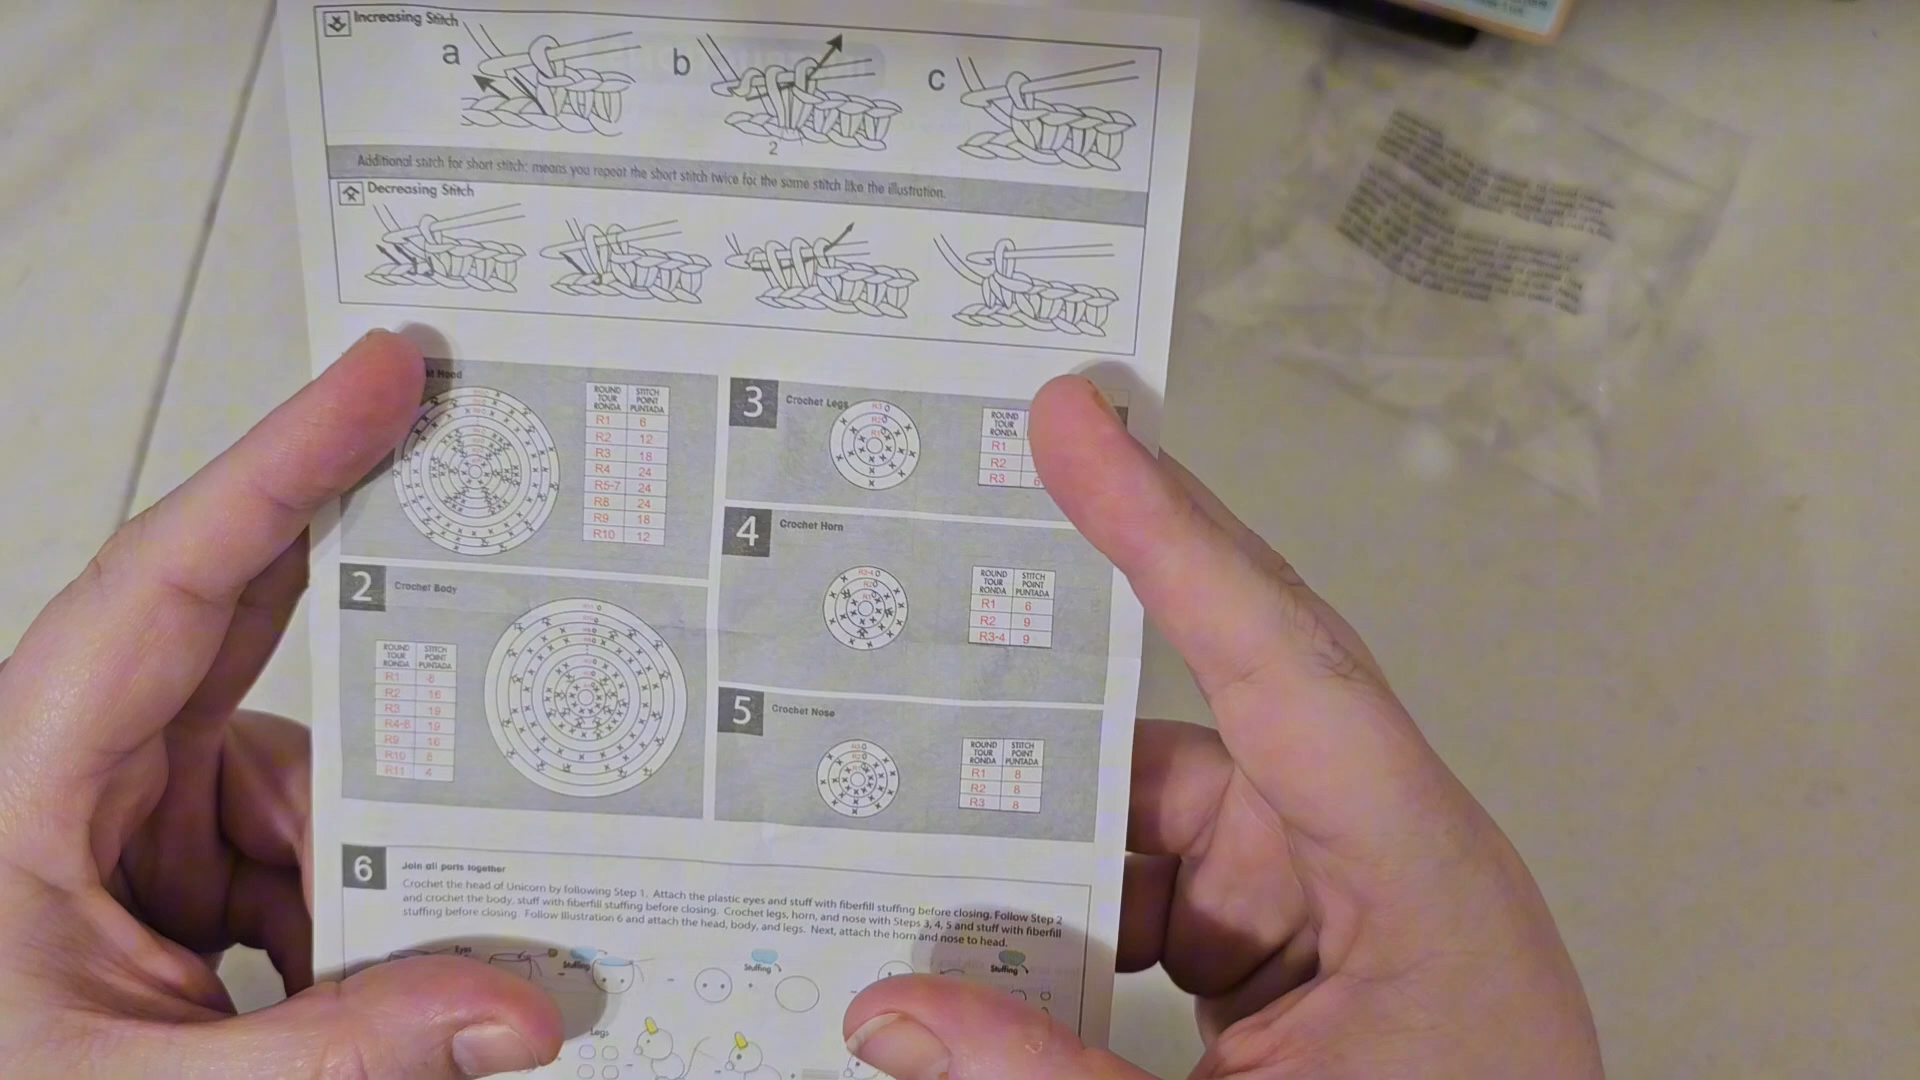 Increasing Stitch
a
b
c
2
Additional stitch for short stitch: means you repeat the short stitch twice for the same stitch like the illustration.
Decreasing Stitch
ROUND TOUR RONDA STITCH POINT PUNTADA
R1 6
R2 12
R3 18
R4 24
R5-7 24
R8 24
R9 18
R10 12
2 Crochet Body
ROUND TOUR RONDA STITCH POINT PUNTADA
R1 8
R2 16
R3 19
R4-8 19
R9 16
R10 8
R11 4
3 Crochet Legs
ROUND TOUR RONDA
R1
R2
R3 6
4 Crochet Horn
ROUND TOUR RONDA STITCH POINT PUNTADA
R1 6
R2 9
R3-4 9
5 Crochet Nose
ROUND TOUR RONDA STITCH POINT PUNTADA
R1 8
R2 8
R3 8
6 Join all parts together
Crochet the head of Unicorn by following Step 1. Attach the plastic eyes and stuff with fiberfill stuffing before closing. Follow Step 2
and crochet the body, stuff with fiberfill stuffing before closing. Crochet legs, horn, and nose with Steps 3, 4, 5 and stuff with fiberfill
stuffing before closing. Follow Illustration 6 and attach the head, body, and legs. Next, attach the horn and nose to head.
Eyes
Stuffing
Stuffing
Stuffing
Legs